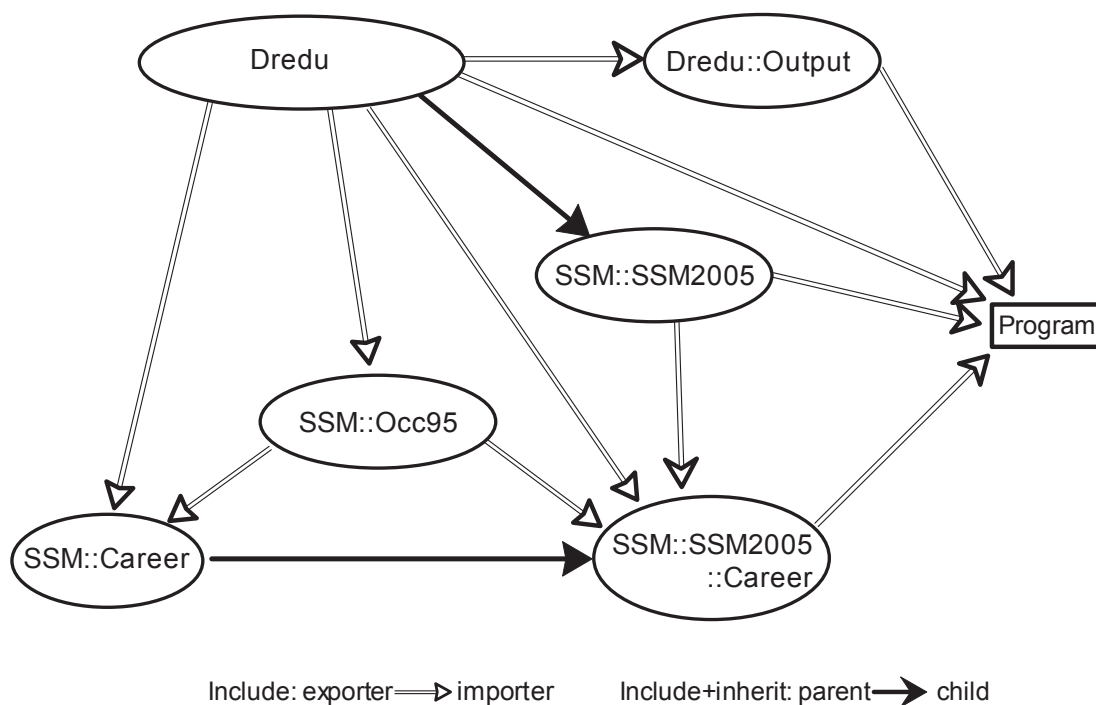 Dredu
Dredu::Output
SSM::SSM2005
Program
SSM::Occ95
SSM::Career
SSM::SSM2005
::Career
Include: exporter importer
Include+inherit: parent child